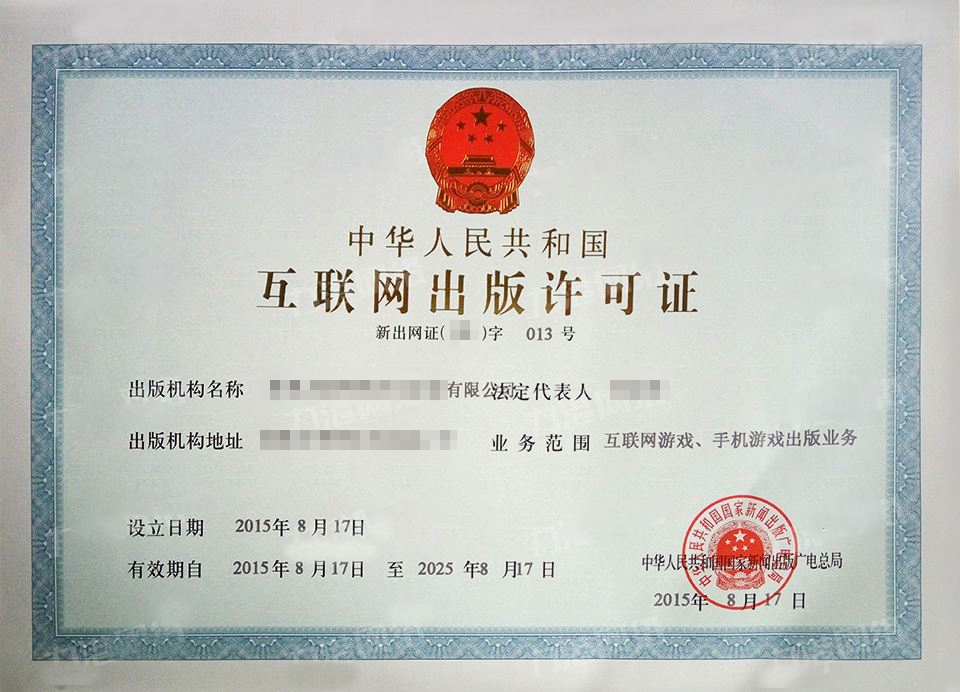 中华人民共和国
互联网出版许可证
新出网证( )字 013 号
出版机构名称 有限公司 法定代表人
出版机构地址 业务范围 互联网游戏、手机游戏出版业务
设立日期 2015年 8 月 17日
有效期自 2015年 8 月 17日 至 2025 年8 月17 日
中华人民共和国国家新闻出版广电总局
2015年 8 月 17 日